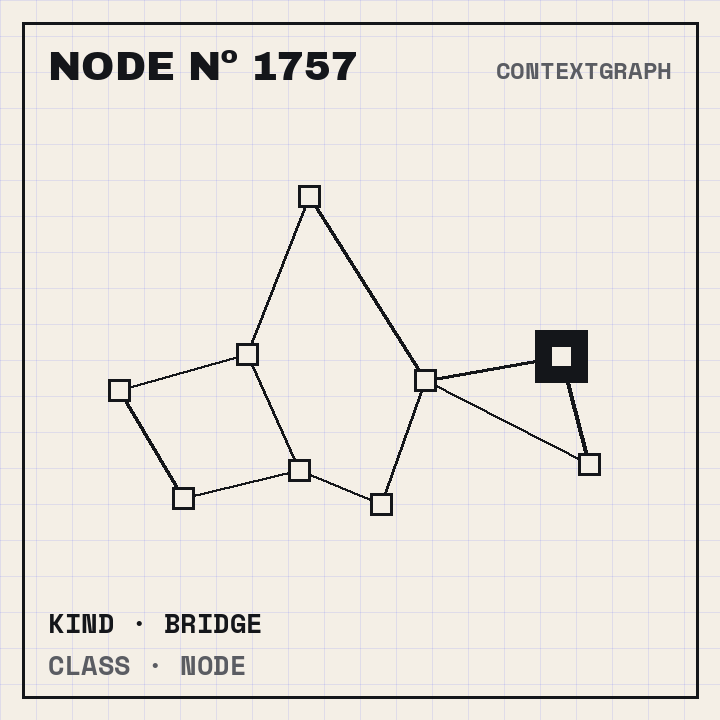 NODE Nº 1757
CONTEXTGRAPH
KIND · BRIDGE
CLASS · NODE